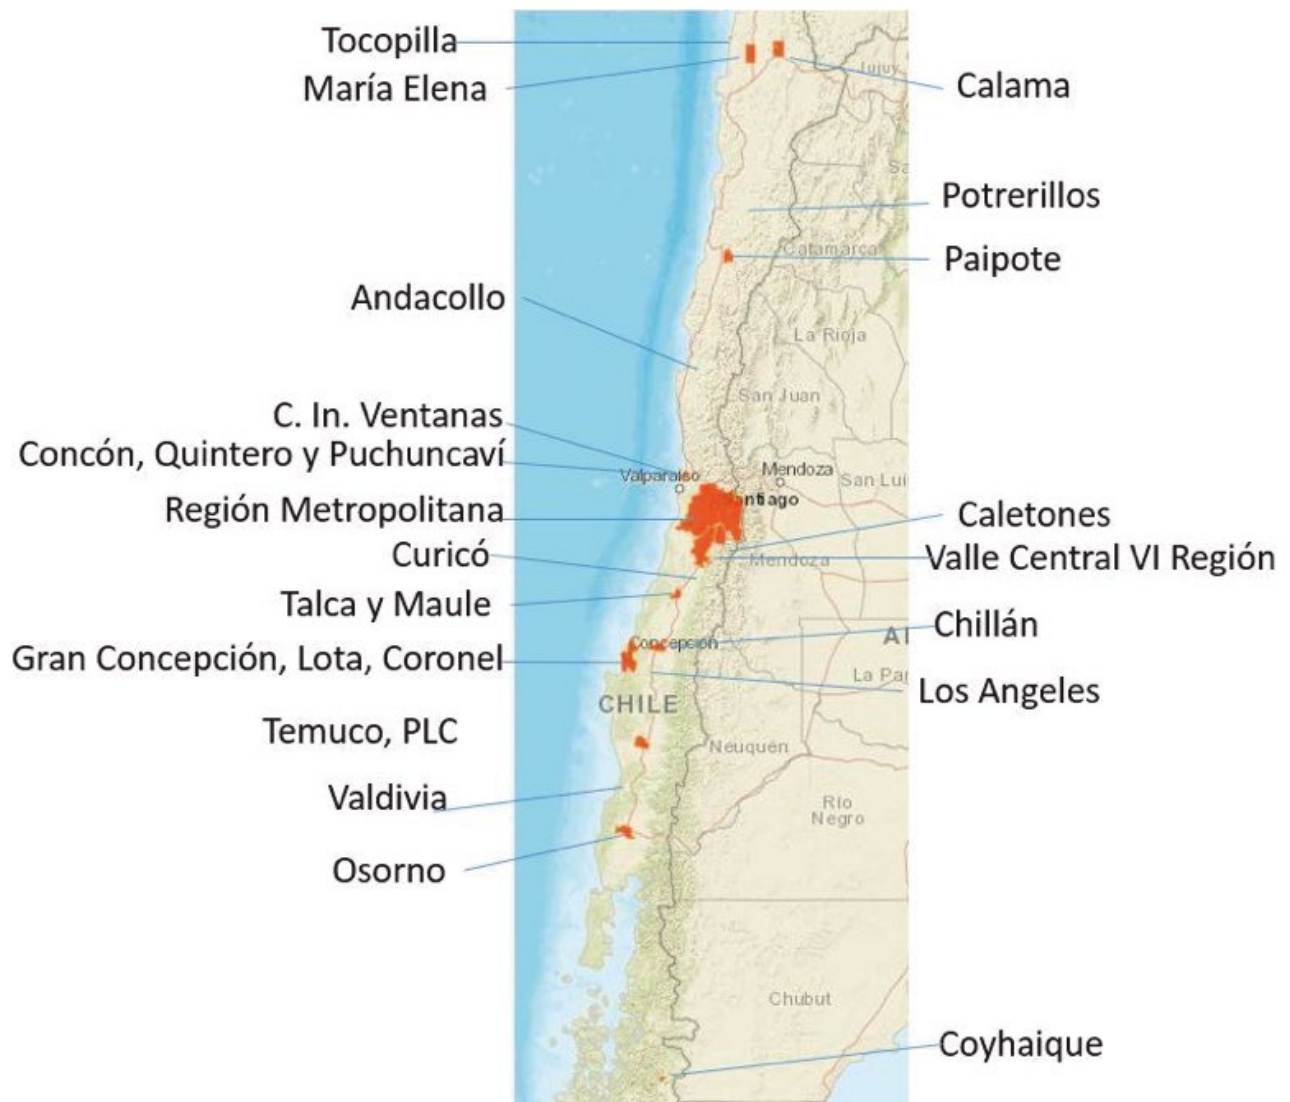 Tocopilla
María Elena
Calama
Jujuy
Potrerillos
Catamarca
Paipote
Andacollo
La Rioja
San Juan
C. In. Ventanas
Concón, Quintero y Puchuncaví
Valparaíso
Mendoza
San Lui
Santiago
Región Metropolitana
Caletones
Curicó
Mendoza
Valle Central VI Región
Talca y Maule
Chillán
Concepción
Gran Concepción, Lota, Coronel
La Pa
Los Angeles
CHILE
Temuco, PLC
Neuquén
Valdivia
Río
Negro
Osorno
Chubut
Coyhaique